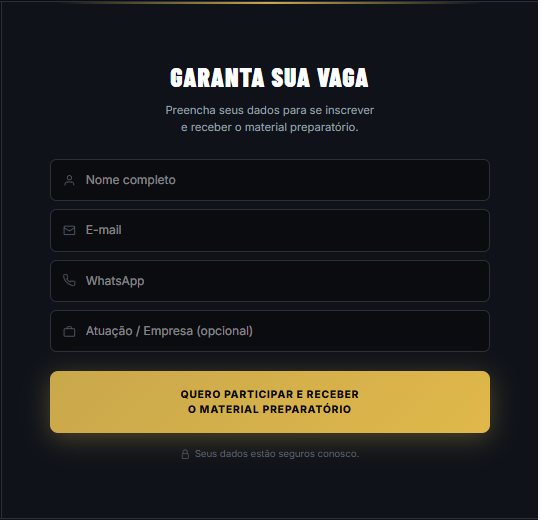 GARANTA SUA VAGA
Preencha seus dados para se inscrever
e receber o material preparatório.
Nome completo
E-mail
WhatsApp
Atuação / Empresa (opcional)
QUERO PARTICIPAR E RECEBER
O MATERIAL PREPARATÓRIO
Seus dados estão seguros conosco.